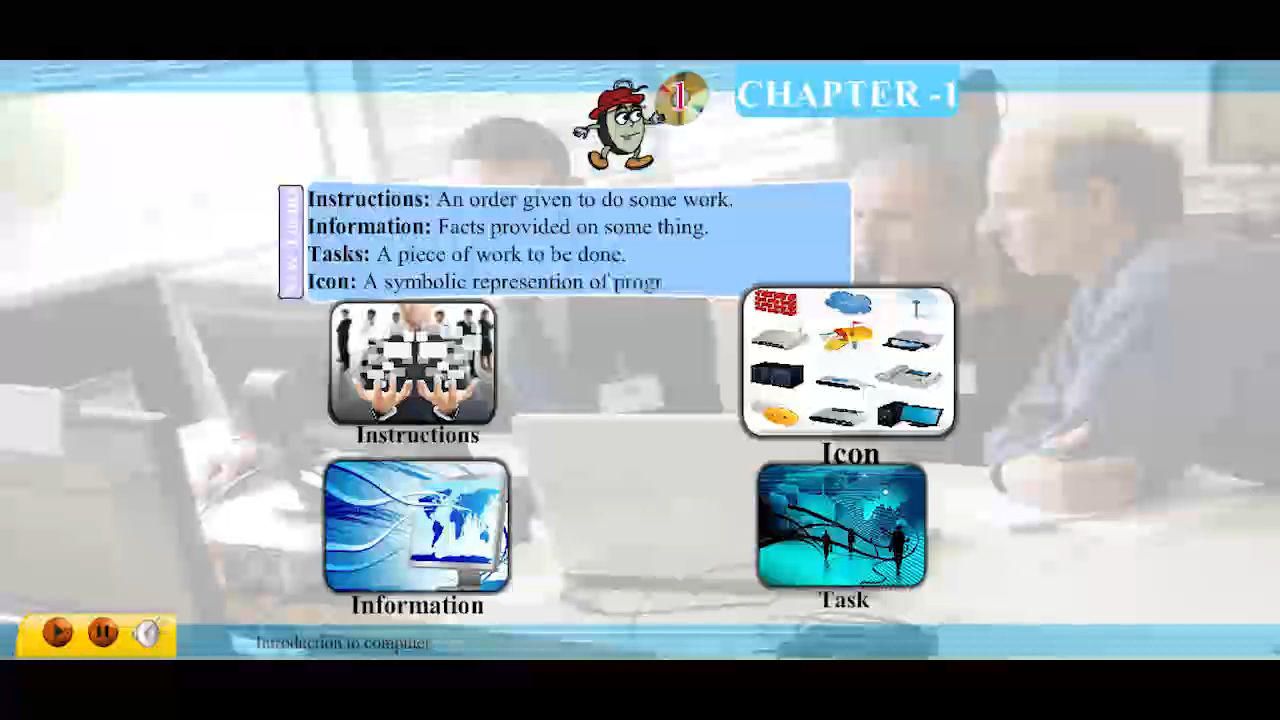 1
CHAPTER -1
Instructions: An order given to do some work.
Information: Facts provided on some thing.
Tasks: A piece of work to be done.
Icon: A symbolic represention of progr
Instructions
Icon
Information
Task
Introduction to computer